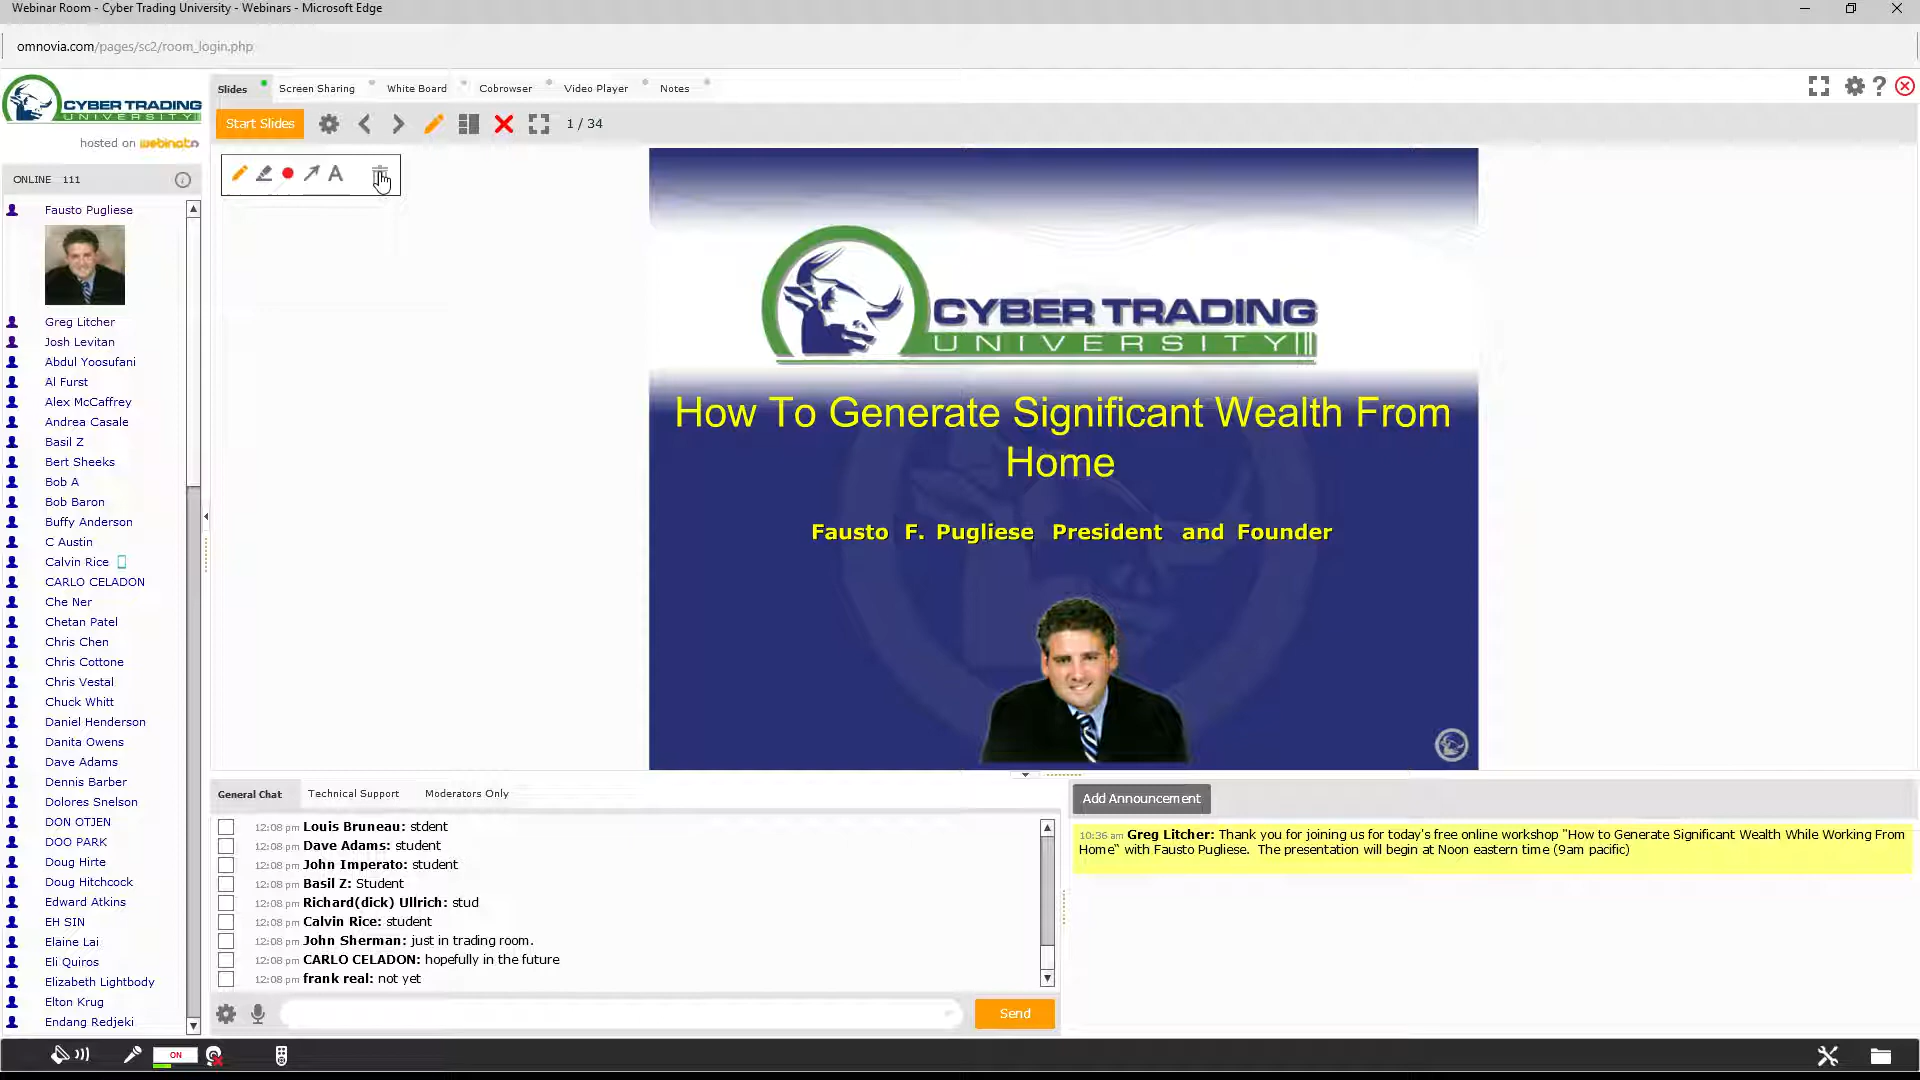 Webinar Room - Cyber Trading University - Webinars - Microsoft Edge
omnovia.com/pages/sc2/room_login.php
CYBER TRADING
UNIVERSITY
hosted on webinato
Slides Screen Sharing White Board Cobrowser Video Player Notes
Start Slides 1 / 34
A
ONLINE 111
Fausto Pugliese
Greg Litcher
Josh Levitan
Abdul Yoosufani
Al Furst
Alex McCaffrey
Andrea Casale
Basil Z
Bert Sheeks
Bob A
Bob Baron
Buffy Anderson
C Austin
Calvin Rice
CARLO CELADON
Che Ner
Chetan Patel
Chris Chen
Chris Cottone
Chris Vestal
Chuck Whitt
Daniel Henderson
Danita Owens
Dave Adams
Dennis Barber
Dolores Snelson
DON OTJEN
DOO PARK
Doug Hirte
Doug Hitchcock
Edward Atkins
EH SIN
Elaine Lai
Eli Quiros
Elizabeth Lightbody
Elton Krug
Endang Redjeki
CYBER TRADING
UNIVERSITY
How To Generate Significant Wealth From
Home
Fausto F. Pugliese President and Founder
General Chat Technical Support Moderators Only
12:08 pm Louis Bruneau: stdent
12:08 pm Dave Adams: student
12:08 pm John Imperato: student
12:08 pm Basil Z: Student
12:08 pm Richard(dick) Ullrich: stud
12:08 pm Calvin Rice: student
12:08 pm John Sherman: just in trading room.
12:08 pm CARLO CELADON: hopefully in the future
12:08 pm frank real: not yet
Send
Add Announcement
10:36 am Greg Litcher: Thank you for joining us for today's free online workshop "How to Generate Significant Wealth While Working From
Home" with Fausto Pugliese. The presentation will begin at Noon eastern time (9am pacific)
ON